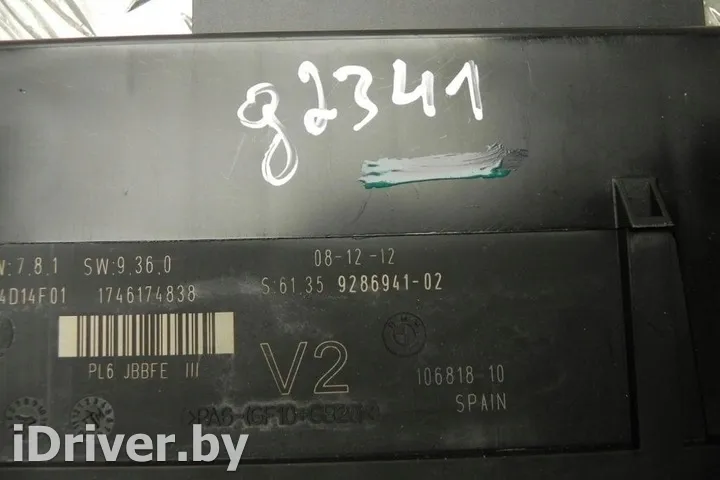 g2341
W:7.8.1 SW:9.36.0 08-12-12
4D14F01 1746174838 S:61.35 9286941-02
PL6 JBBFE III
V2
BMW
106818-10
SPAIN
iDriver.by